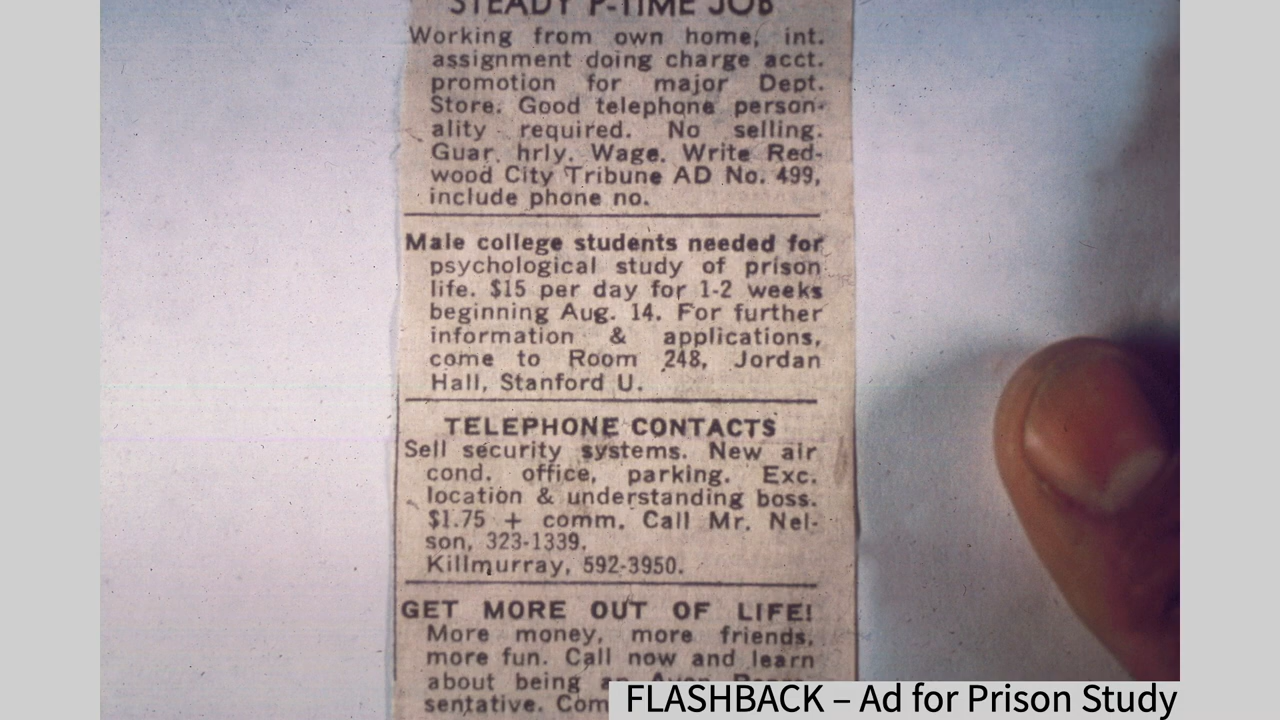 STEADY P-TIME JOB
Working from own home, int.
assignment doing charge acct.
promotion for major Dept.
Store. Good telephone person-
ality required. No selling.
Guar. hrly. Wage. Write Red-
wood City Tribune AD No. 499,
include phone no.
Male college students needed for
psychological study of prison
life. $15 per day for 1-2 weeks
beginning Aug. 14. For further
information & applications,
come to Room 248, Jordan
Hall, Stanford U.
TELEPHONE CONTACTS
Sell security systems. New air
cond. office, parking. Exc.
location & understanding boss.
$1.75 + comm. Call Mr. Nel-
son, 323-1339.
Killmurray, 592-3950.
GET MORE OUT OF LIFE!
More money, more friends,
more fun. Call now and learn
about being an Avon
sentative. Com
FLASHBACK – Ad for Prison Study